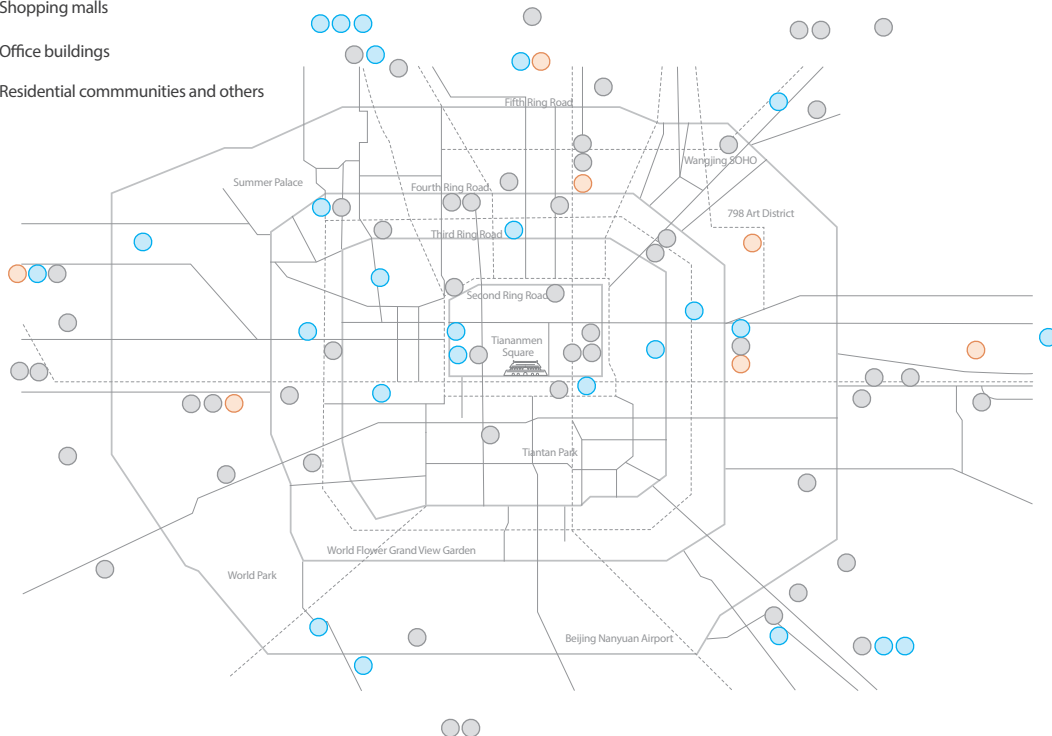 Shopping malls
Office buildings
Residential commmunities and others
Fifth Ring Road
Wangjing SOHO
Summer Palace
Fourth Ring Road
798 Art District
Third Ring Road
Second Ring Road
Tiananmen
Square
Tiantan Park
World Flower Grand View Garden
World Park
Beijing Nanyuan Airport